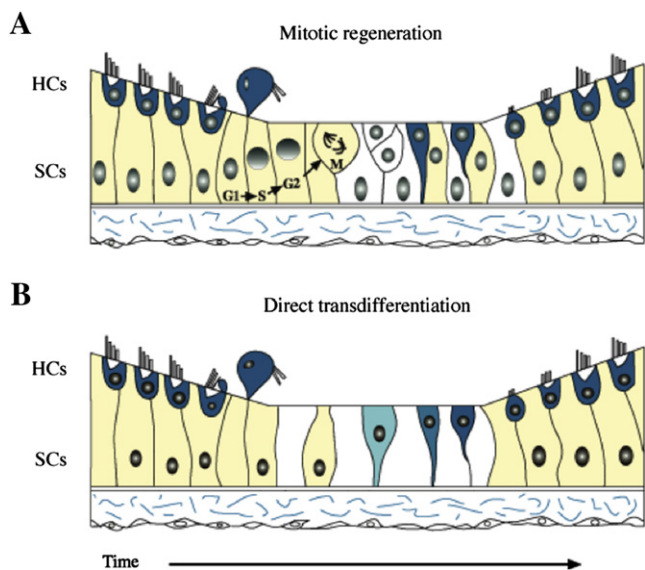 A
Mitotic regeneration
HCs
SCs
M
G2
G1 S
B
Direct transdifferentiation
HCs
SCs
Time